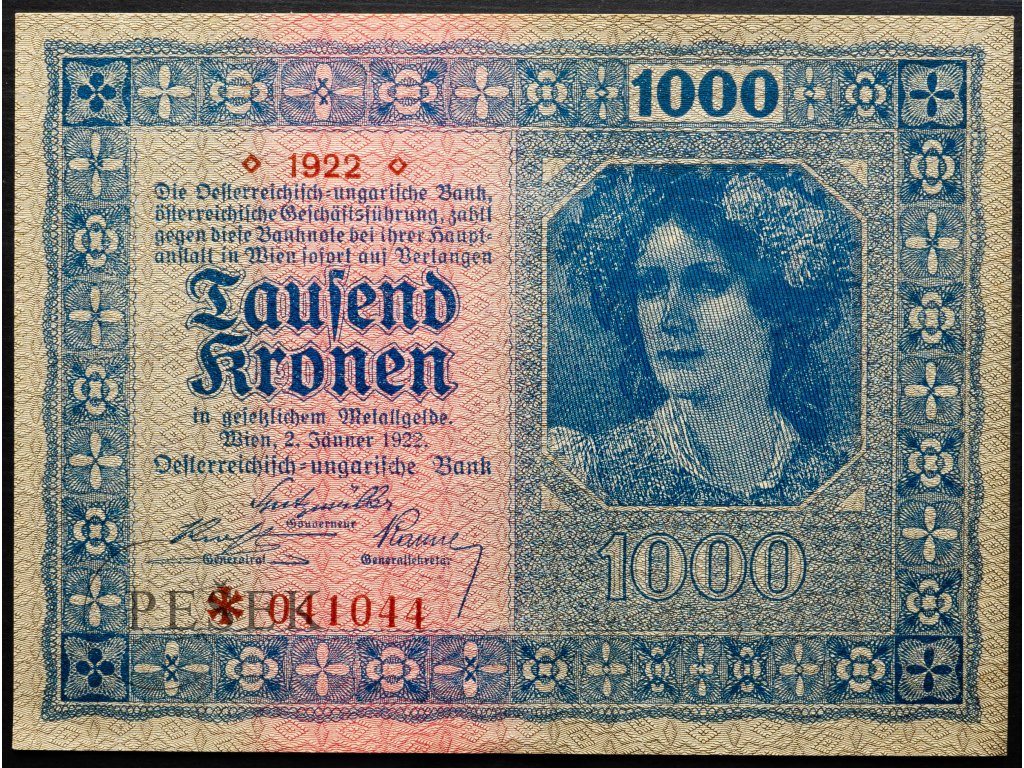 1000
1922
Die Oesterreichisch-ungarische Bank,
österreichische Geschäftsführung, zahlt
gegen diese Banknote bei ihrer Haupt-
anstalt in Wien sofort auf Verlangen
Tausend
Kronen
in gesetzlichem Metallgelde.
Wien, 2. Jänner 1922.
Oesterreichisch-ungarische Bank
Spitzmüller
Gouverneur
Generalrat
Generalsekretär
1000
PESEK
* 041044